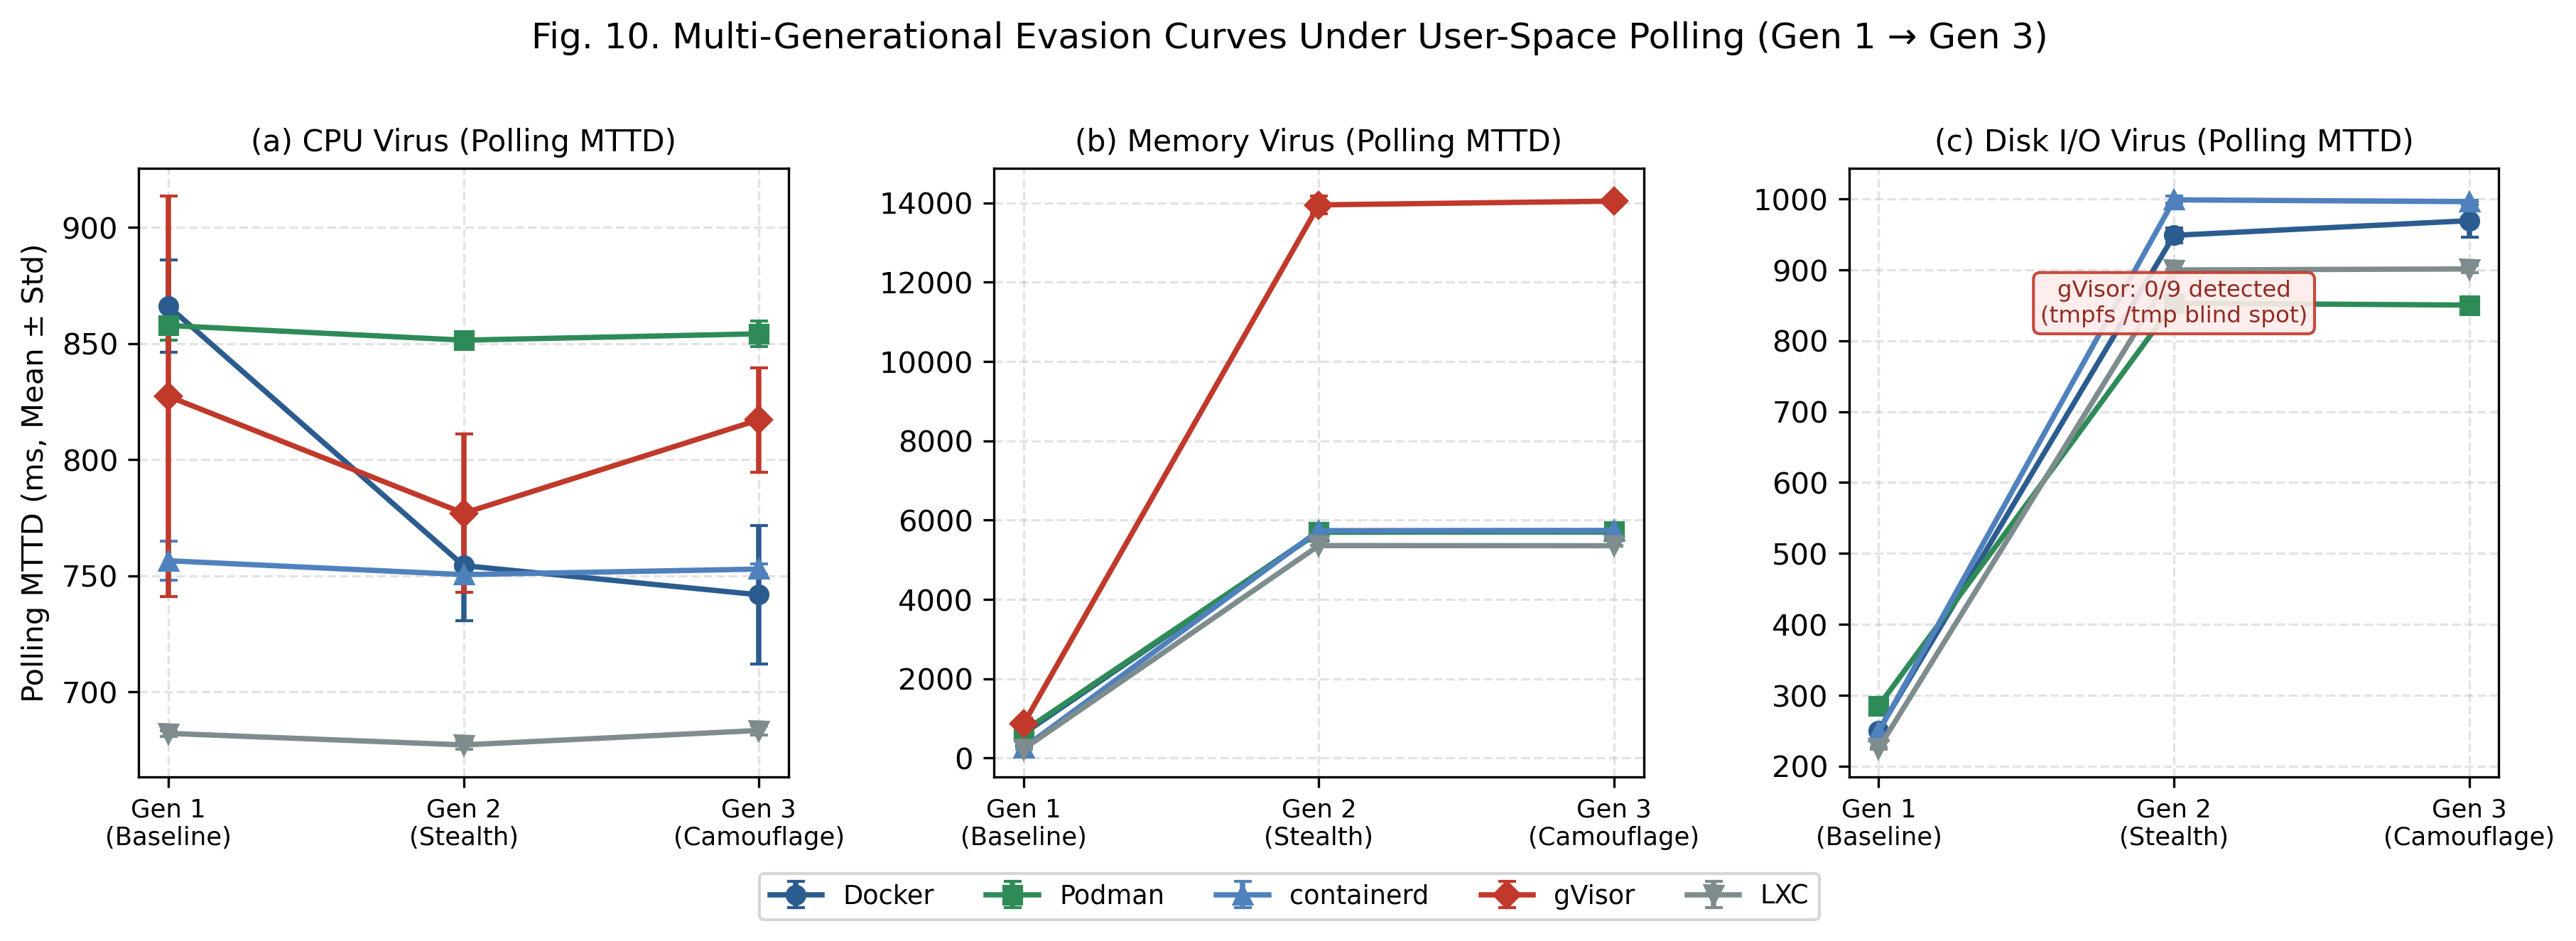 Fig. 10. Multi-Generational Evasion Curves Under User-Space Polling (Gen 1 → Gen 3)
(a) CPU Virus (Polling MTTD)
Polling MTTD (ms, Mean ± Std)
900
850
800
750
700
Gen 1
(Baseline)
Gen 2
(Stealth)
Gen 3
(Camouflage)
(b) Memory Virus (Polling MTTD)
14000
12000
10000
8000
6000
4000
2000
0
Gen 1
(Baseline)
Gen 2
(Stealth)
Gen 3
(Camouflage)
(c) Disk I/O Virus (Polling MTTD)
1000
900
800
700
600
500
400
300
200
gVisor: 0/9 detected
(tmpfs /tmp blind spot)
Gen 1
(Baseline)
Gen 2
(Stealth)
Gen 3
(Camouflage)
Docker
Podman
containerd
gVisor
LXC